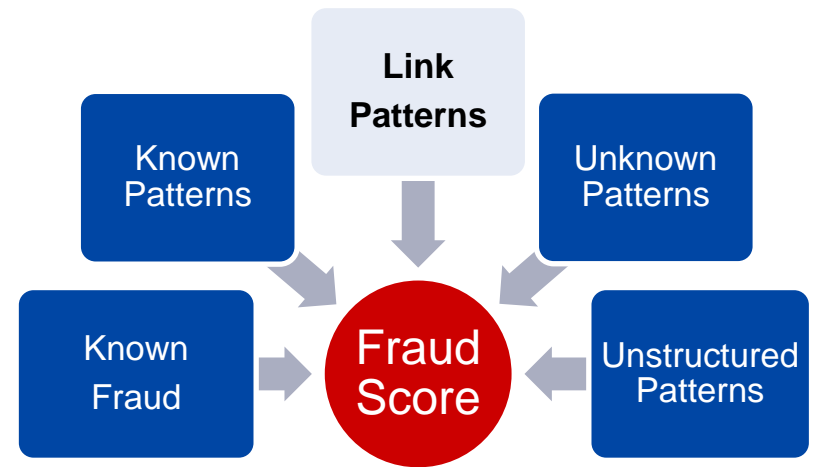 Link
Patterns
Known
Patterns
Unknown
Patterns
Known
Fraud
Fraud
Score
Unstructured
Patterns